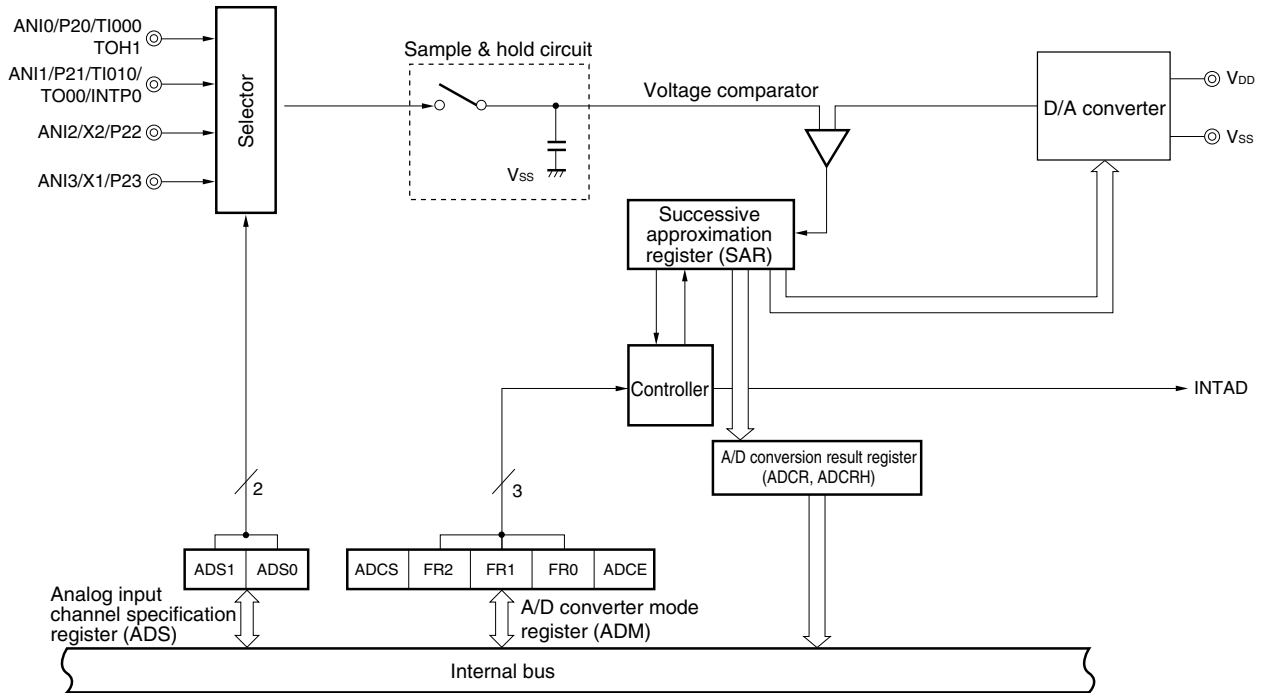 ANI0/P20/TI000
TOH1
ANI1/P21/TI010/
TO00/INTP0
ANI2/X2/P22
ANI3/X1/P23
Selector
Sample & hold circuit
VSS
Voltage comparator
D/A converter
VDD
VSS
Successive
approximation
register (SAR)
Controller
INTAD
A/D conversion result register
(ADCR, ADCRH)
2
3
ADS1 ADS0
ADCS FR2 FR1 FR0 ADCE
Analog input
channel specification
register (ADS)
A/D converter mode
register (ADM)
Internal bus